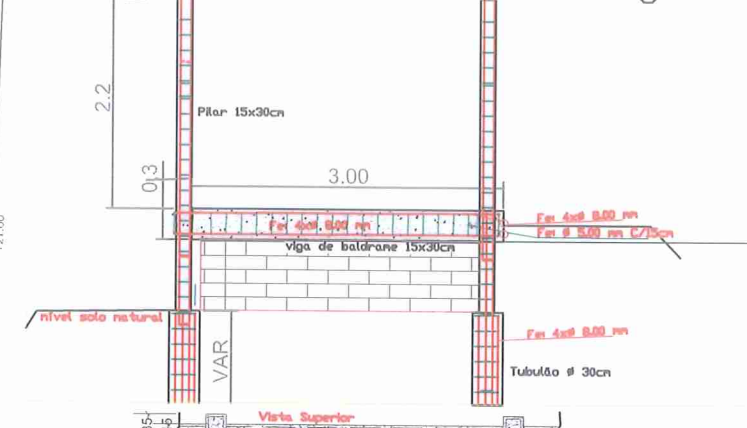 2.2
Pilar 15x30cm
0.3
3.00
Fer 4xø 8.00 mm
Fer 4xø 8.00 mm
Fer ø 5.00 mm C/15cm
viga de baldrame 15x30cm
nível solo natural
VAR
Fer 4xø 8.00 mm
Tubulão ø 30cm
Vista Superior